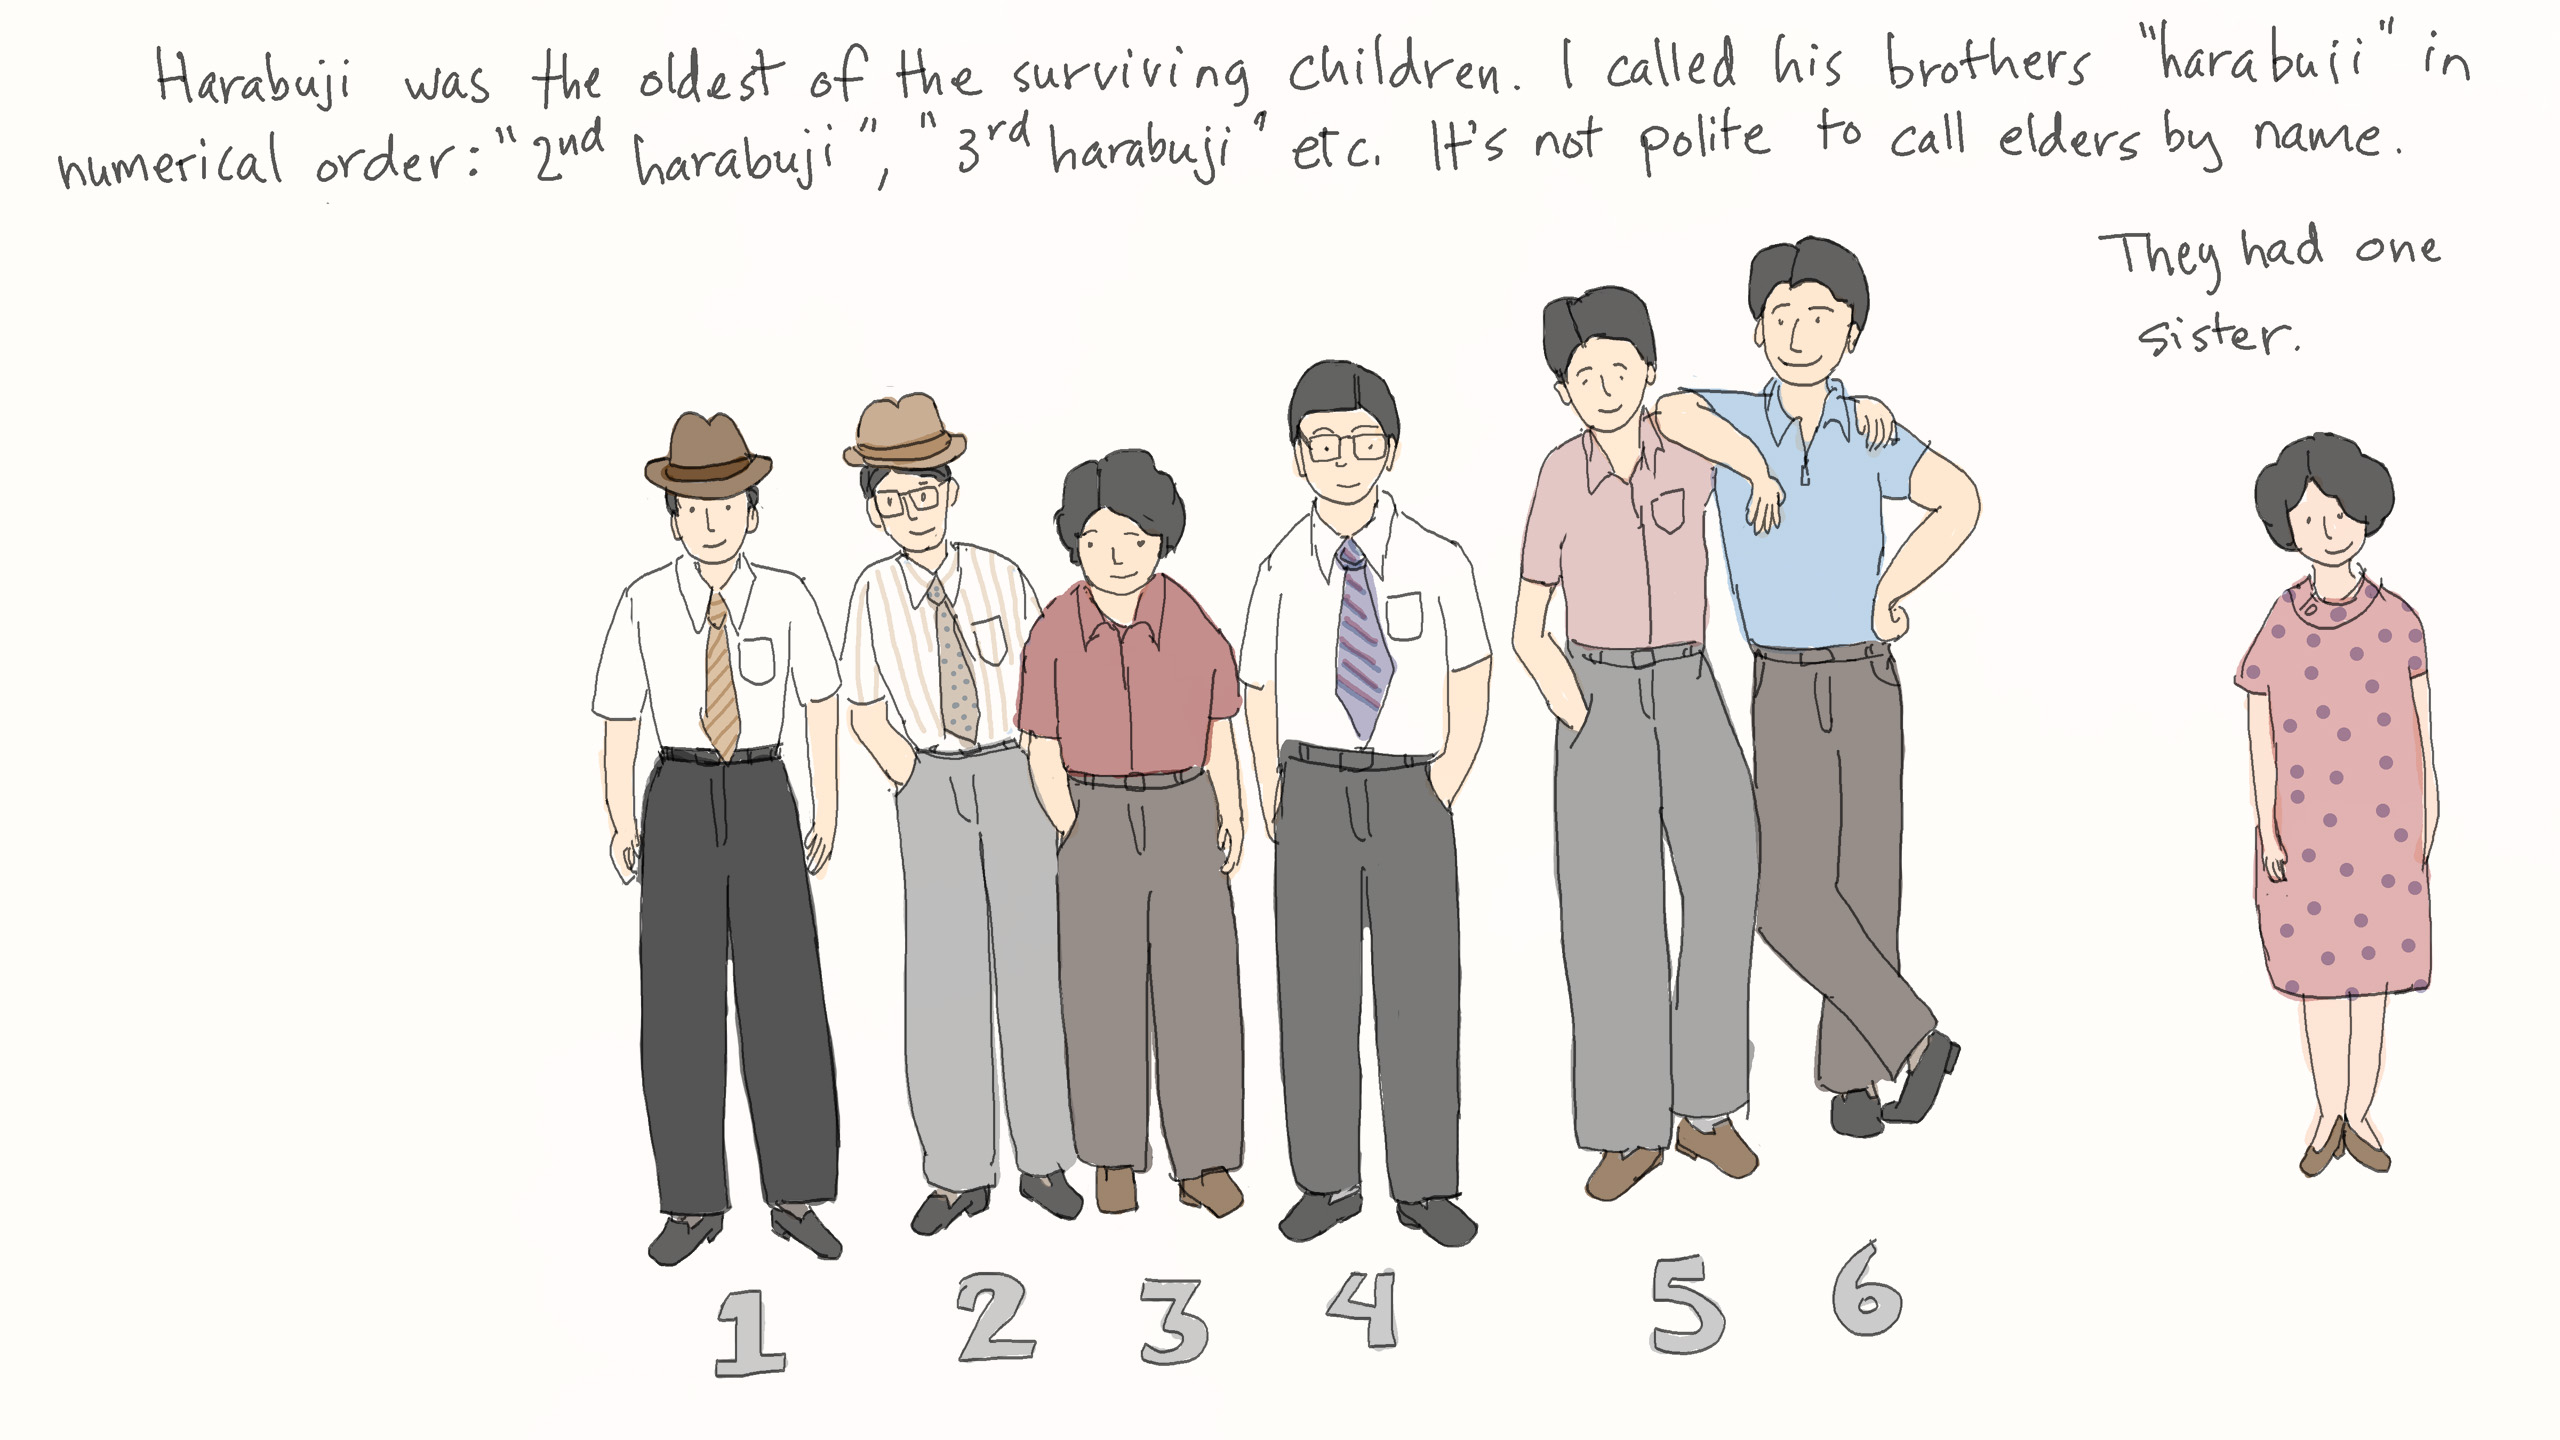 Harabuji was the oldest of the surviving children. I called his brothers "harabuji" in
numerical order: "2nd harabuji", "3rd harabuji" etc. It's not polite to call elders by name.
They had one
sister.
1 2 3 4 5 6